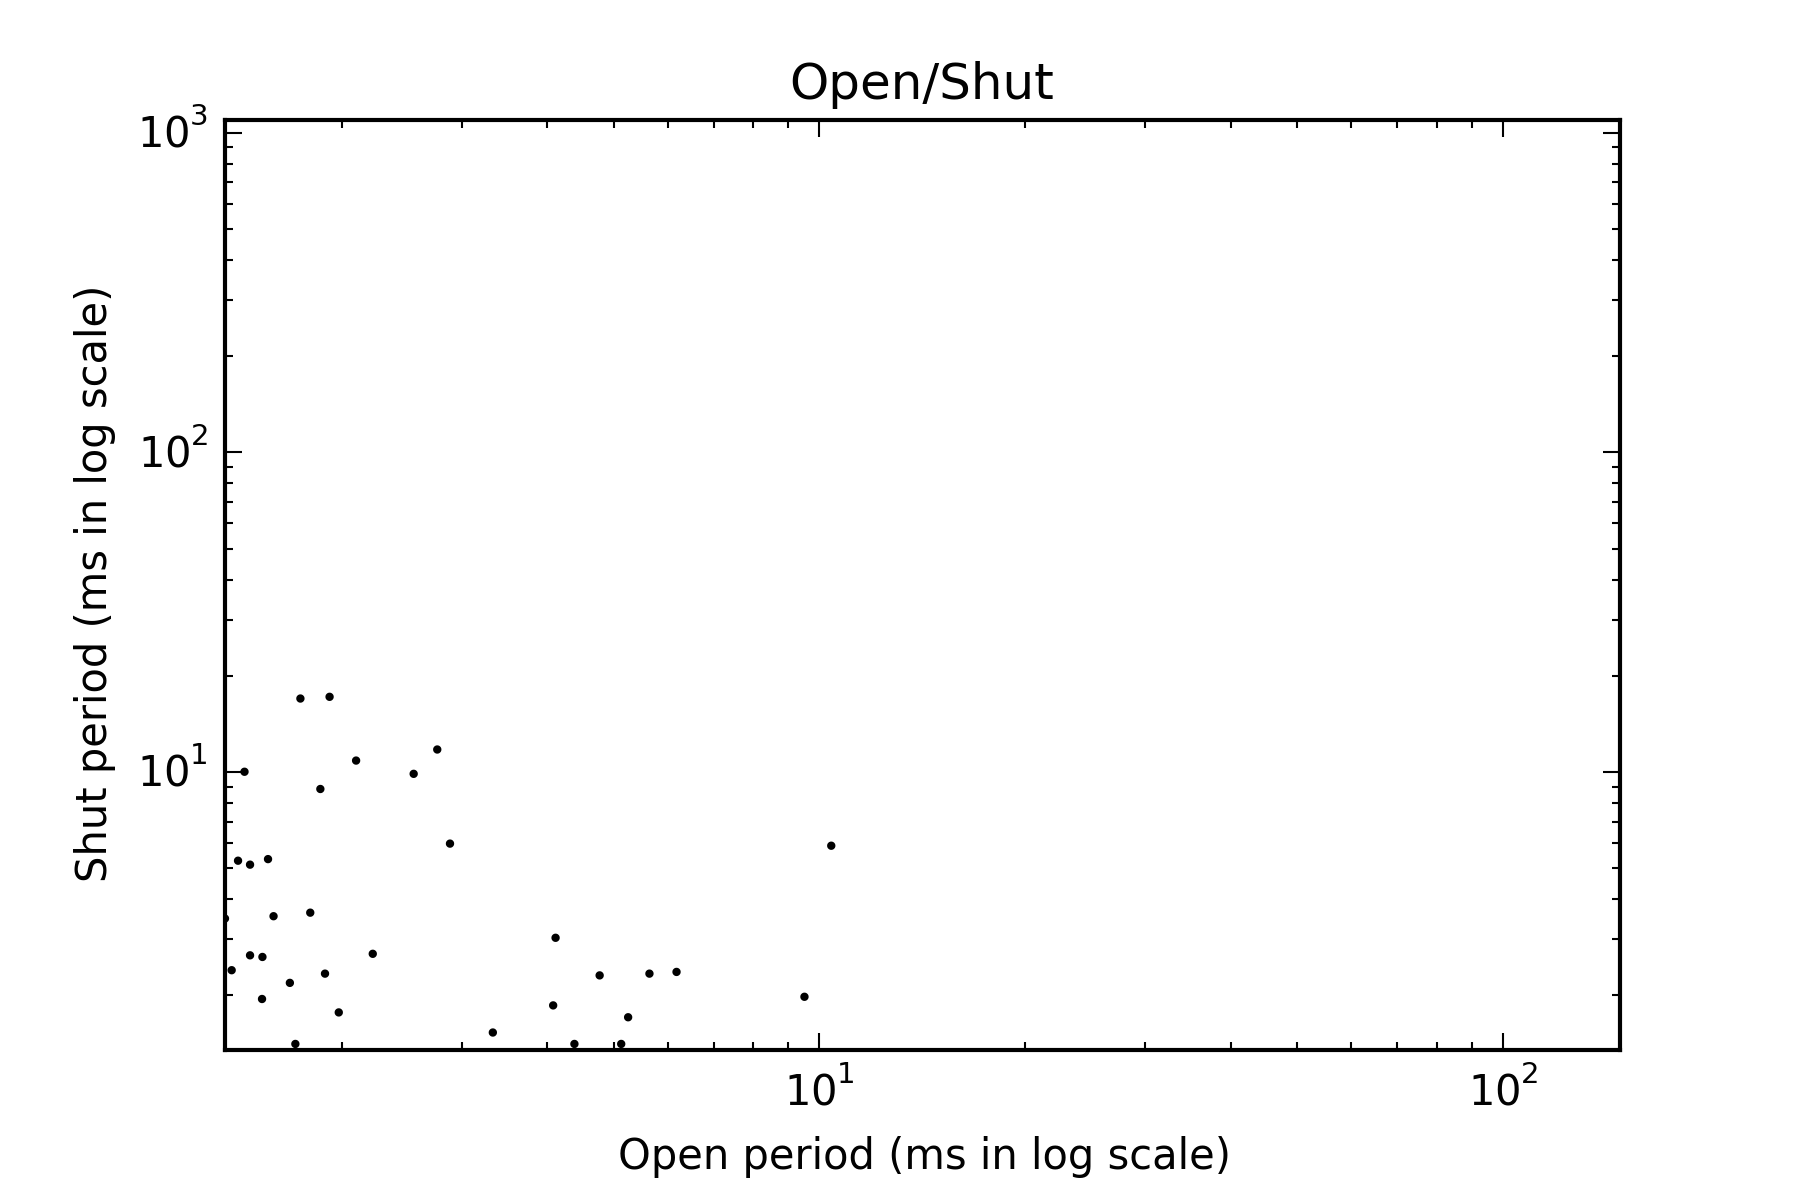 Open/Shut
10³
10²
10¹
Shut period (ms in log scale)
10¹ 10²
Open period (ms in log scale)